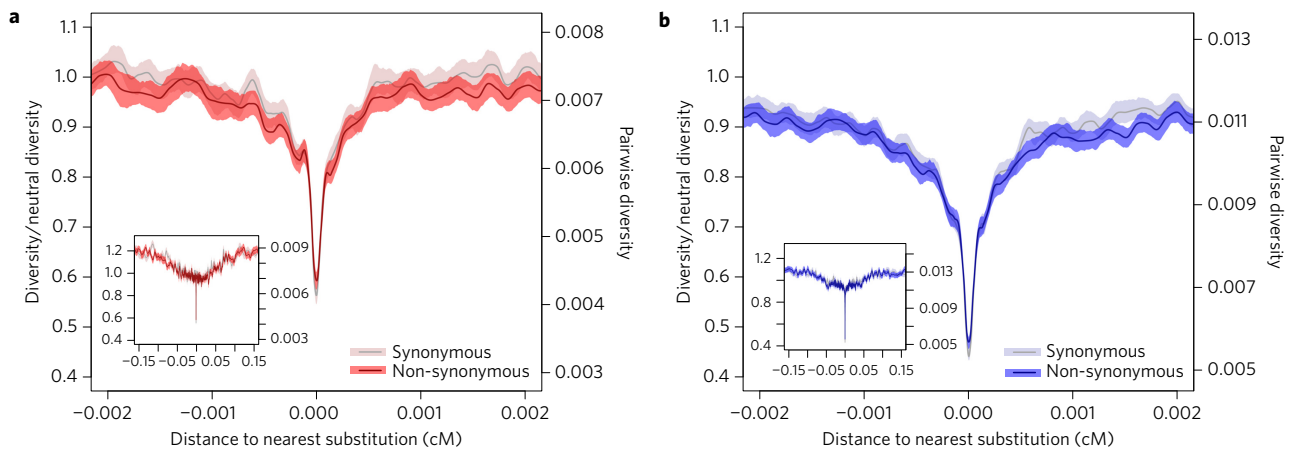 a
1.1
1.0
0.9
0.8
0.7
0.6
0.5
0.4
Diversity/neutral diversity
0.008
0.007
0.006
0.005
0.004
0.003
Pairwise diversity
1.2
1.0
0.8
0.6
0.4
0.009
0.006
0.003
−0.15 −0.05 0.05 0.15
Synonymous
Non-synonymous
−0.002 −0.001 0.000 0.001 0.002
Distance to nearest substitution (cM)
b
1.1
1.0
0.9
0.8
0.7
0.6
0.5
0.4
Diversity/neutral diversity
0.013
0.011
0.009
0.007
0.005
Pairwise diversity
1.2
0.8
0.4
0.013
0.009
0.005
−0.15 −0.05 0.05 0.15
Synonymous
Non-synonymous
−0.002 −0.001 0.000 0.001 0.002
Distance to nearest substitution (cM)